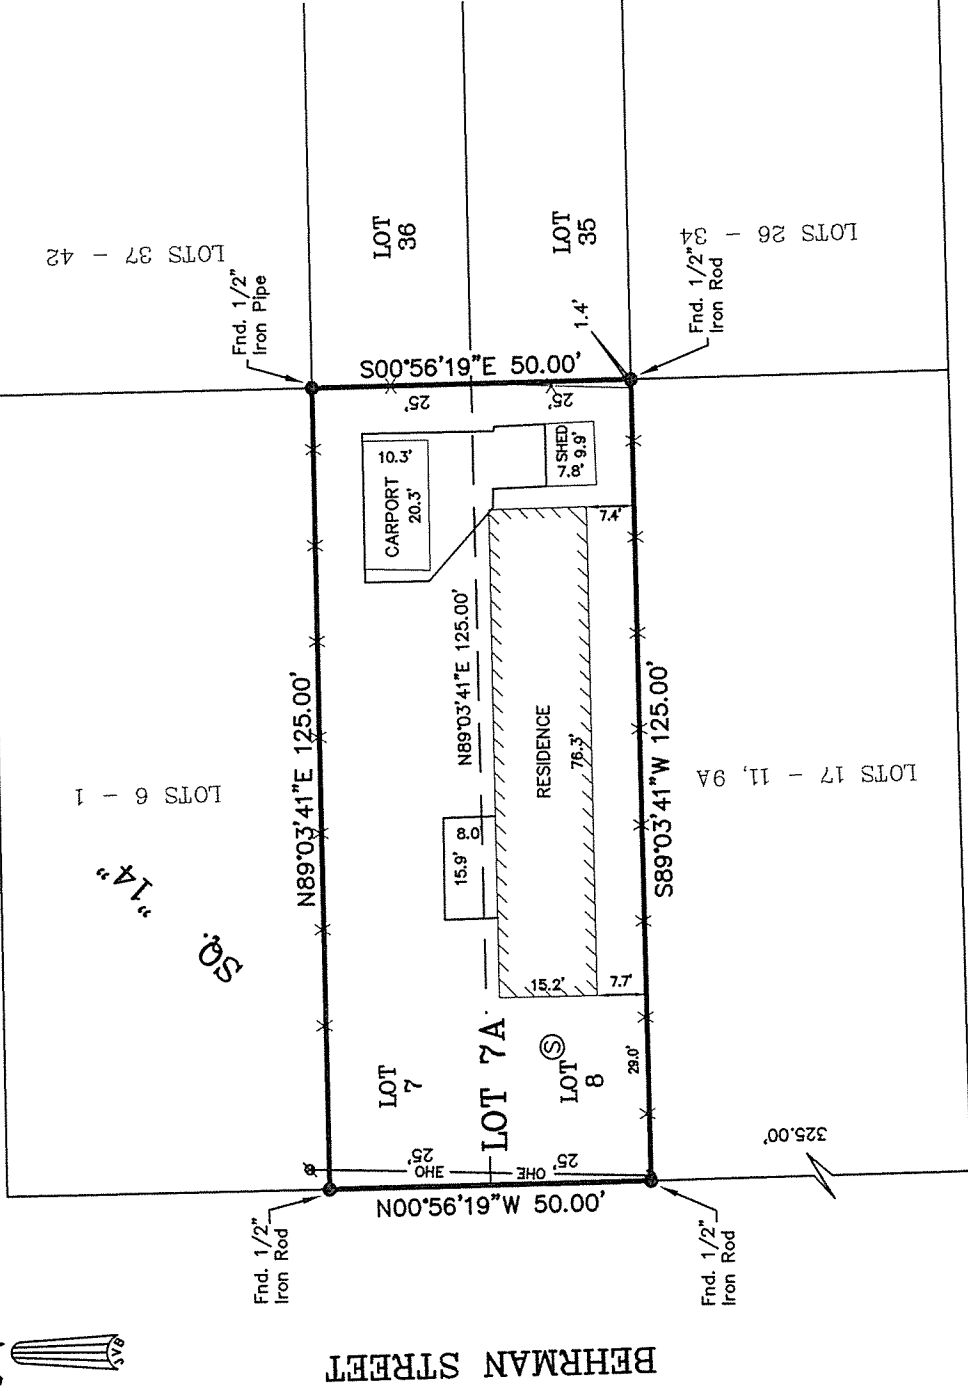 LOTS 37 - 42
LOT
36
LOT
35
LOTS 26 - 34
Fnd. 1/2"
Iron Pipe
Fnd. 1/2"
Iron Rod
1.4'
S00°56'19"E 50.00'
25'
25'
10.3'
CARPORT
20.3'
SHED
9.9'
7.8'
7.4'
N89°03'41"E 125.00'
N89°03'41"E 125.00'
RESIDENCE
76.3'
S89°03'41"W 125.00'
LOTS 6 - 1
LOTS 17 - 11, 9A
SQ. "14"
8.0'
15.9'
15.2'
7.7'
29.0'
LOT 7A
LOT
7
S
LOT
8
25'
25'
OHE
OHE
325.00'
N00°56'19"W 50.00'
Fnd. 1/2"
Iron Rod
Fnd. 1/2"
Iron Rod
BEHRMAN STREET